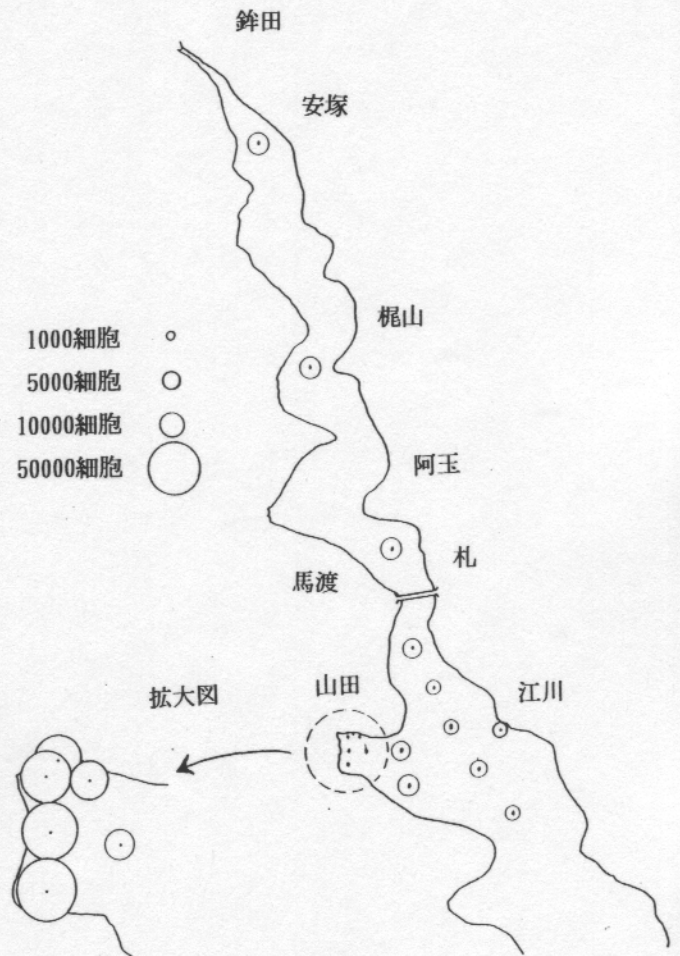 鉾田
安塚
梶山
1000細胞
5000細胞
10000細胞
50000細胞
阿玉
札
馬渡
山田
江川
拡大図